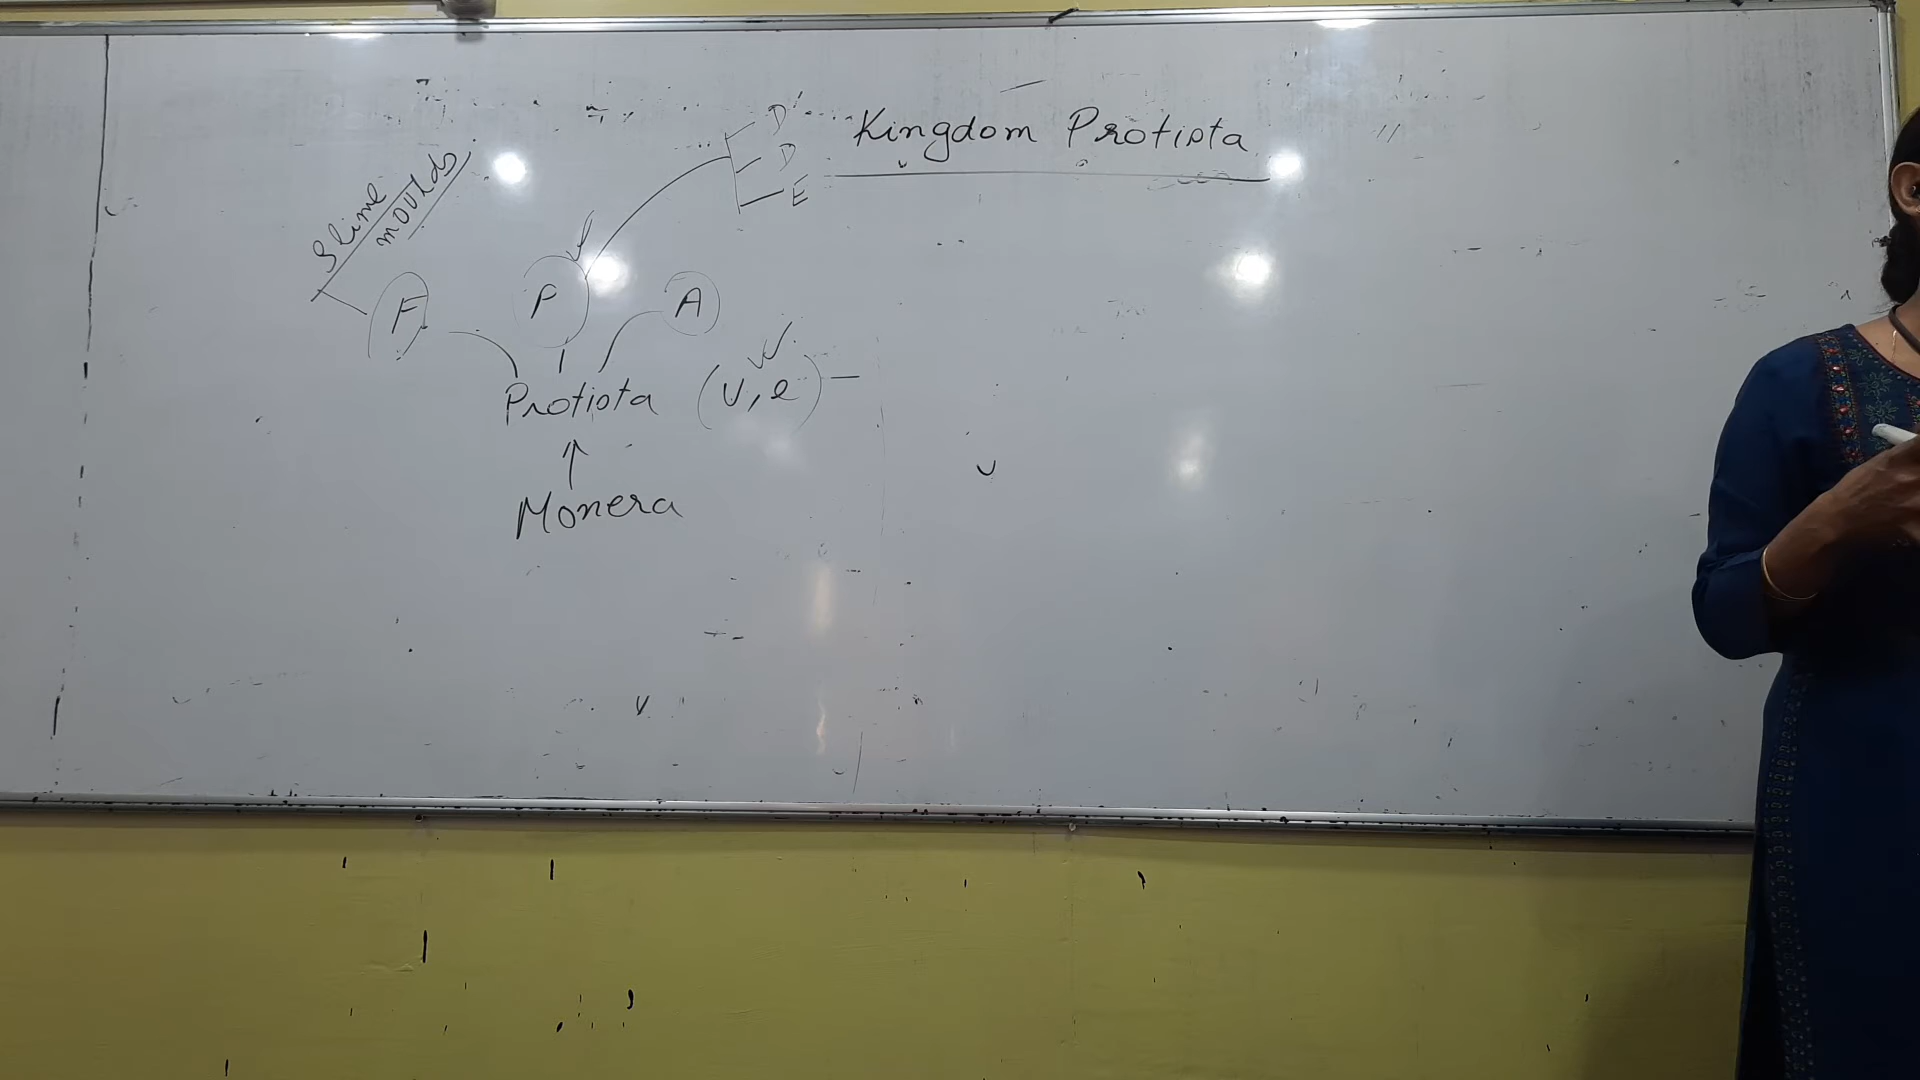 Kingdom Protista
D
D
E
Slime
moulds
F P A
Protista (U, e) –
↑
Monera